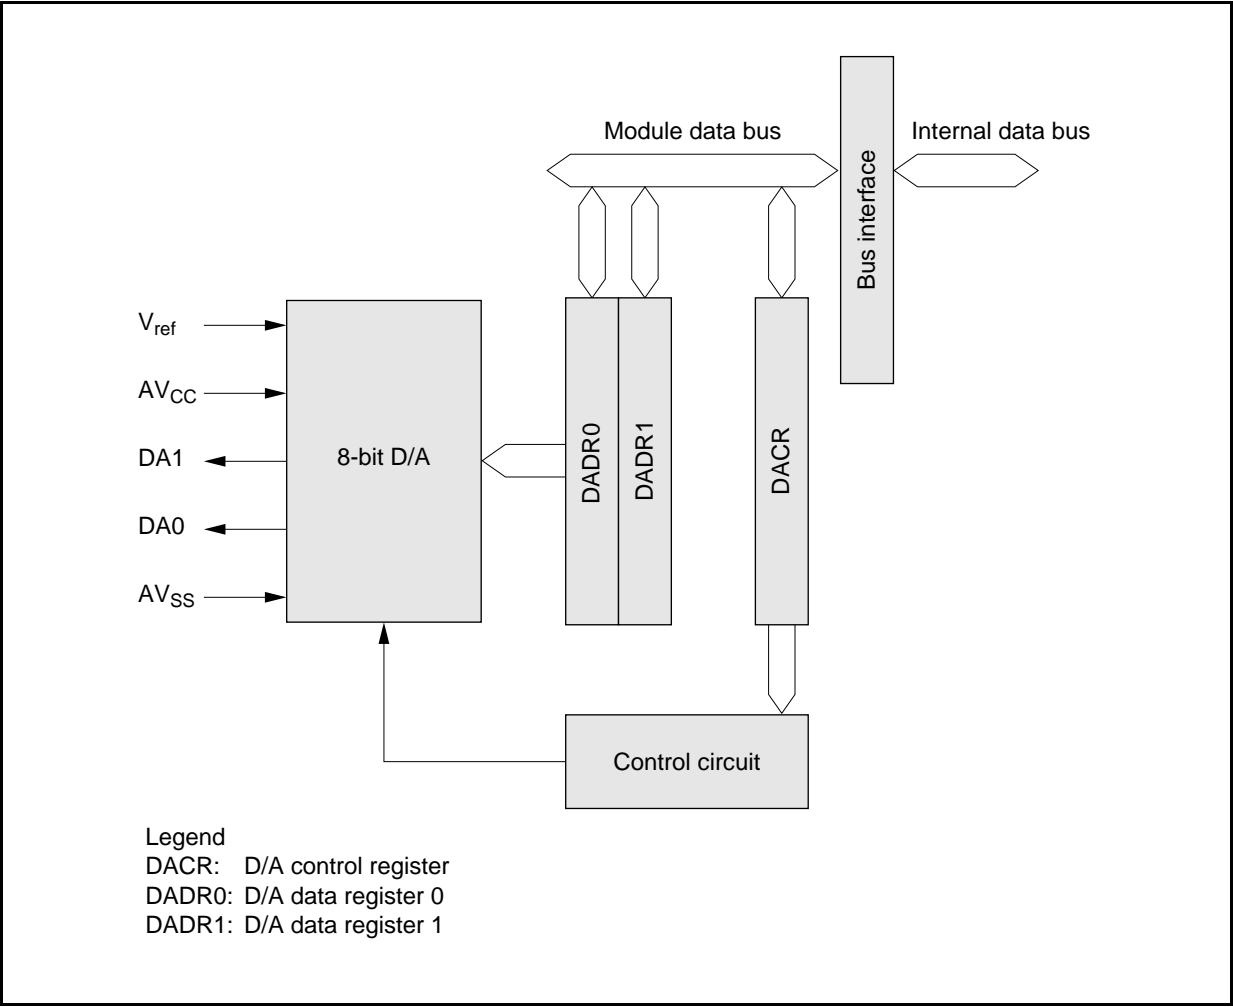 Module data bus
Internal data bus
Bus interface
Vref
AVCC
DA1
DA0
AVSS
8-bit D/A
DADR0
DADR1
DACR
Control circuit
Legend
DACR: D/A control register
DADR0: D/A data register 0
DADR1: D/A data register 1